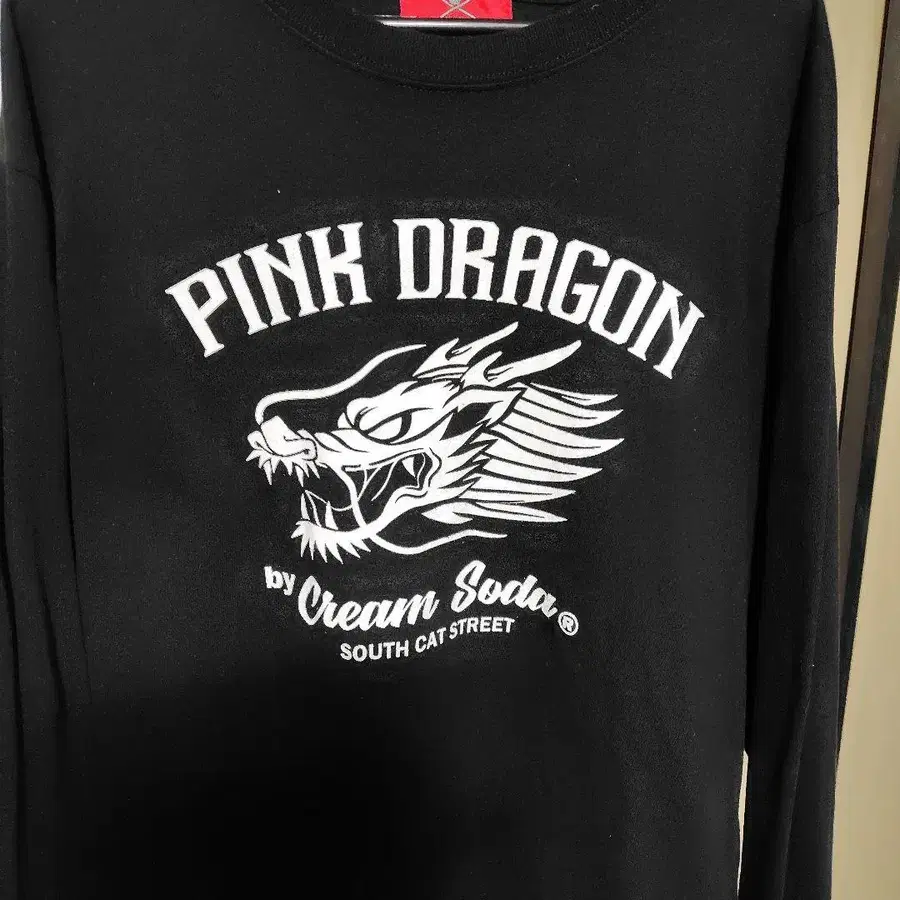 PINK DRAGON
by Cream Soda®
SOUTH CAT STREET